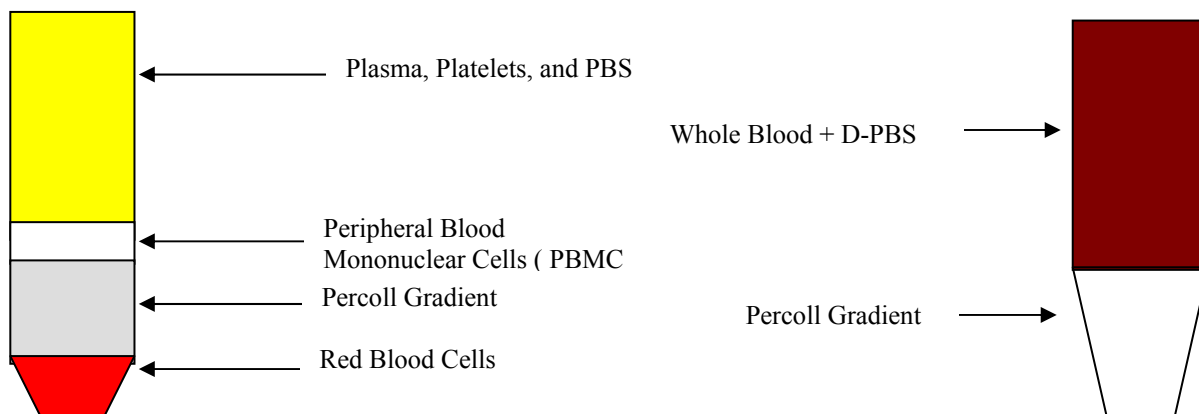 Plasma, Platelets, and PBS
Peripheral Blood
Mononuclear Cells ( PBMC
Percoll Gradient
Red Blood Cells
Whole Blood + D-PBS
Percoll Gradient